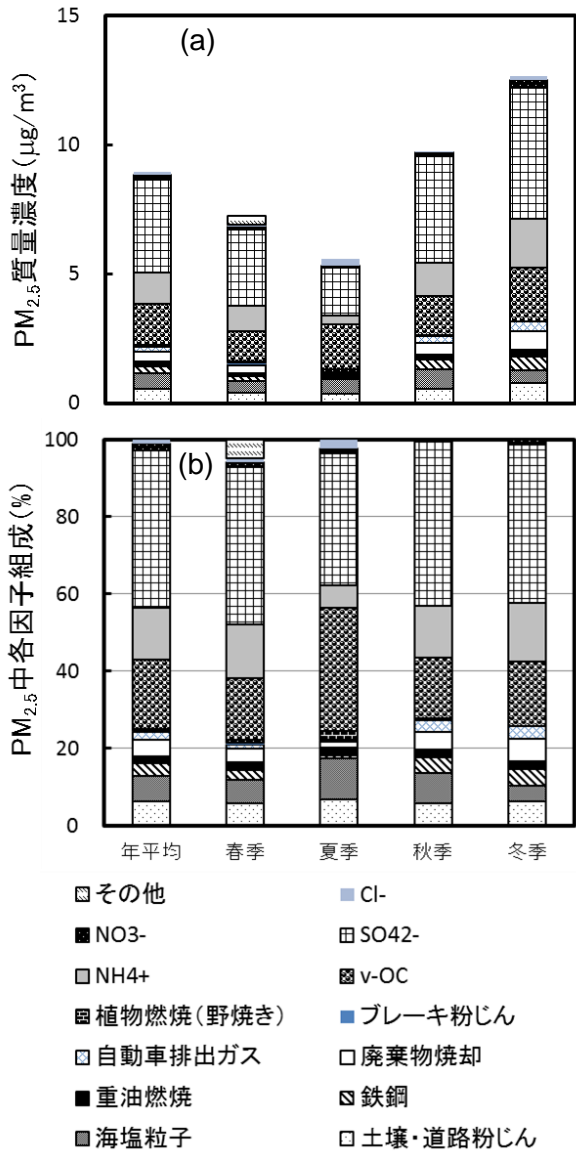 15
(a)
10
5
0
PM2.5質量濃度(μg/m3)
100
(b)
80
60
40
20
0
PM2.5中各因子組成(%)
年平均 春季 夏季 秋季 冬季
その他 Cl-
NO3- SO42-
NH4+ v-OC
植物燃焼(野焼き) ブレーキ粉じん
自動車排出ガス 廃棄物焼却
重油燃焼 鉄鋼
海塩粒子 土壌・道路粉じん